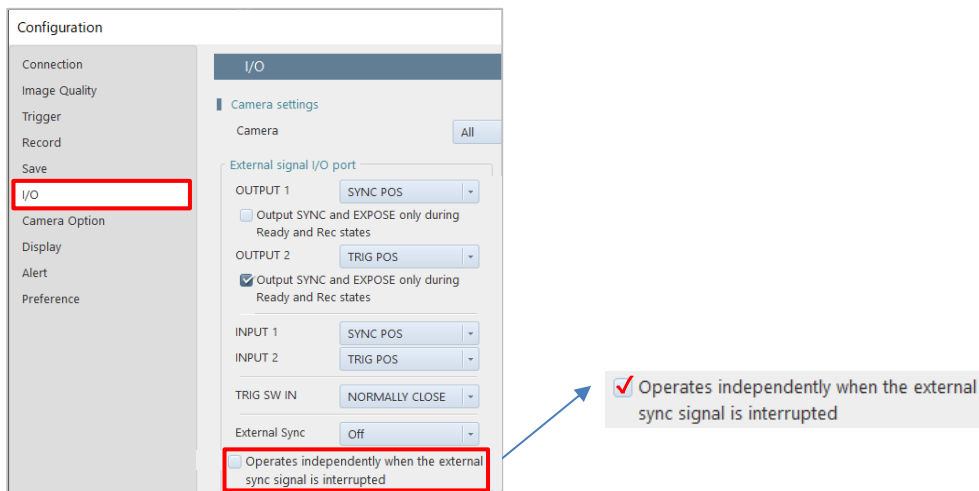 Configuration
Connection
Image Quality
Trigger
Record
Save
I/O
Camera Option
Display
Alert
Preference
I/O
Camera settings
Camera
All
External signal I/O port
OUTPUT 1
SYNC POS
Output SYNC and EXPOSE only during
Ready and Rec states
OUTPUT 2
TRIG POS
Output SYNC and EXPOSE only during
Ready and Rec states
INPUT 1
SYNC POS
INPUT 2
TRIG POS
TRIG SW IN
NORMALLY CLOSE
External Sync
Off
Operates independently when the external
sync signal is interrupted
Operates independently when the external
sync signal is interrupted